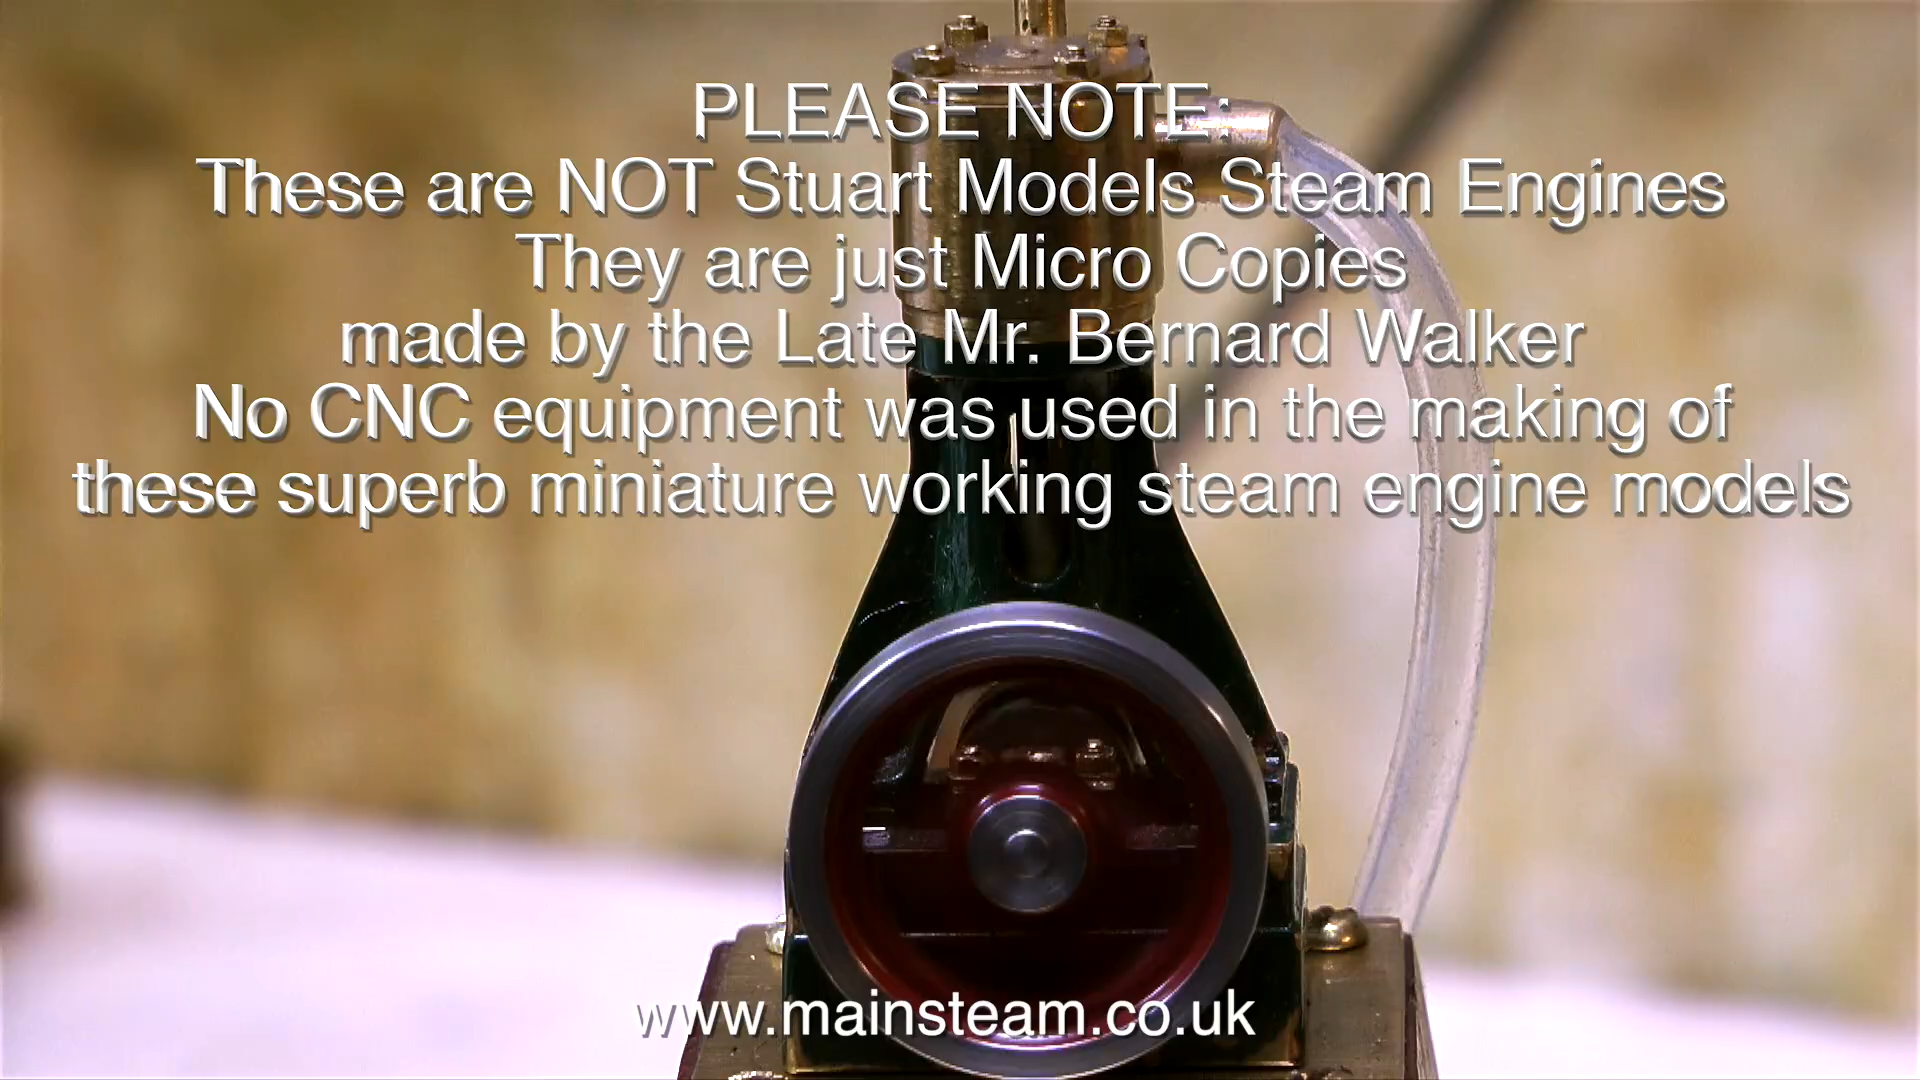 PLEASE NOTE:
These are NOT Stuart Models Steam Engines
They are just Micro Copies
made by the Late Mr. Bernard Walker
No CNC equipment was used in the making of
these superb miniature working steam engine models
www.mainsteam.co.uk